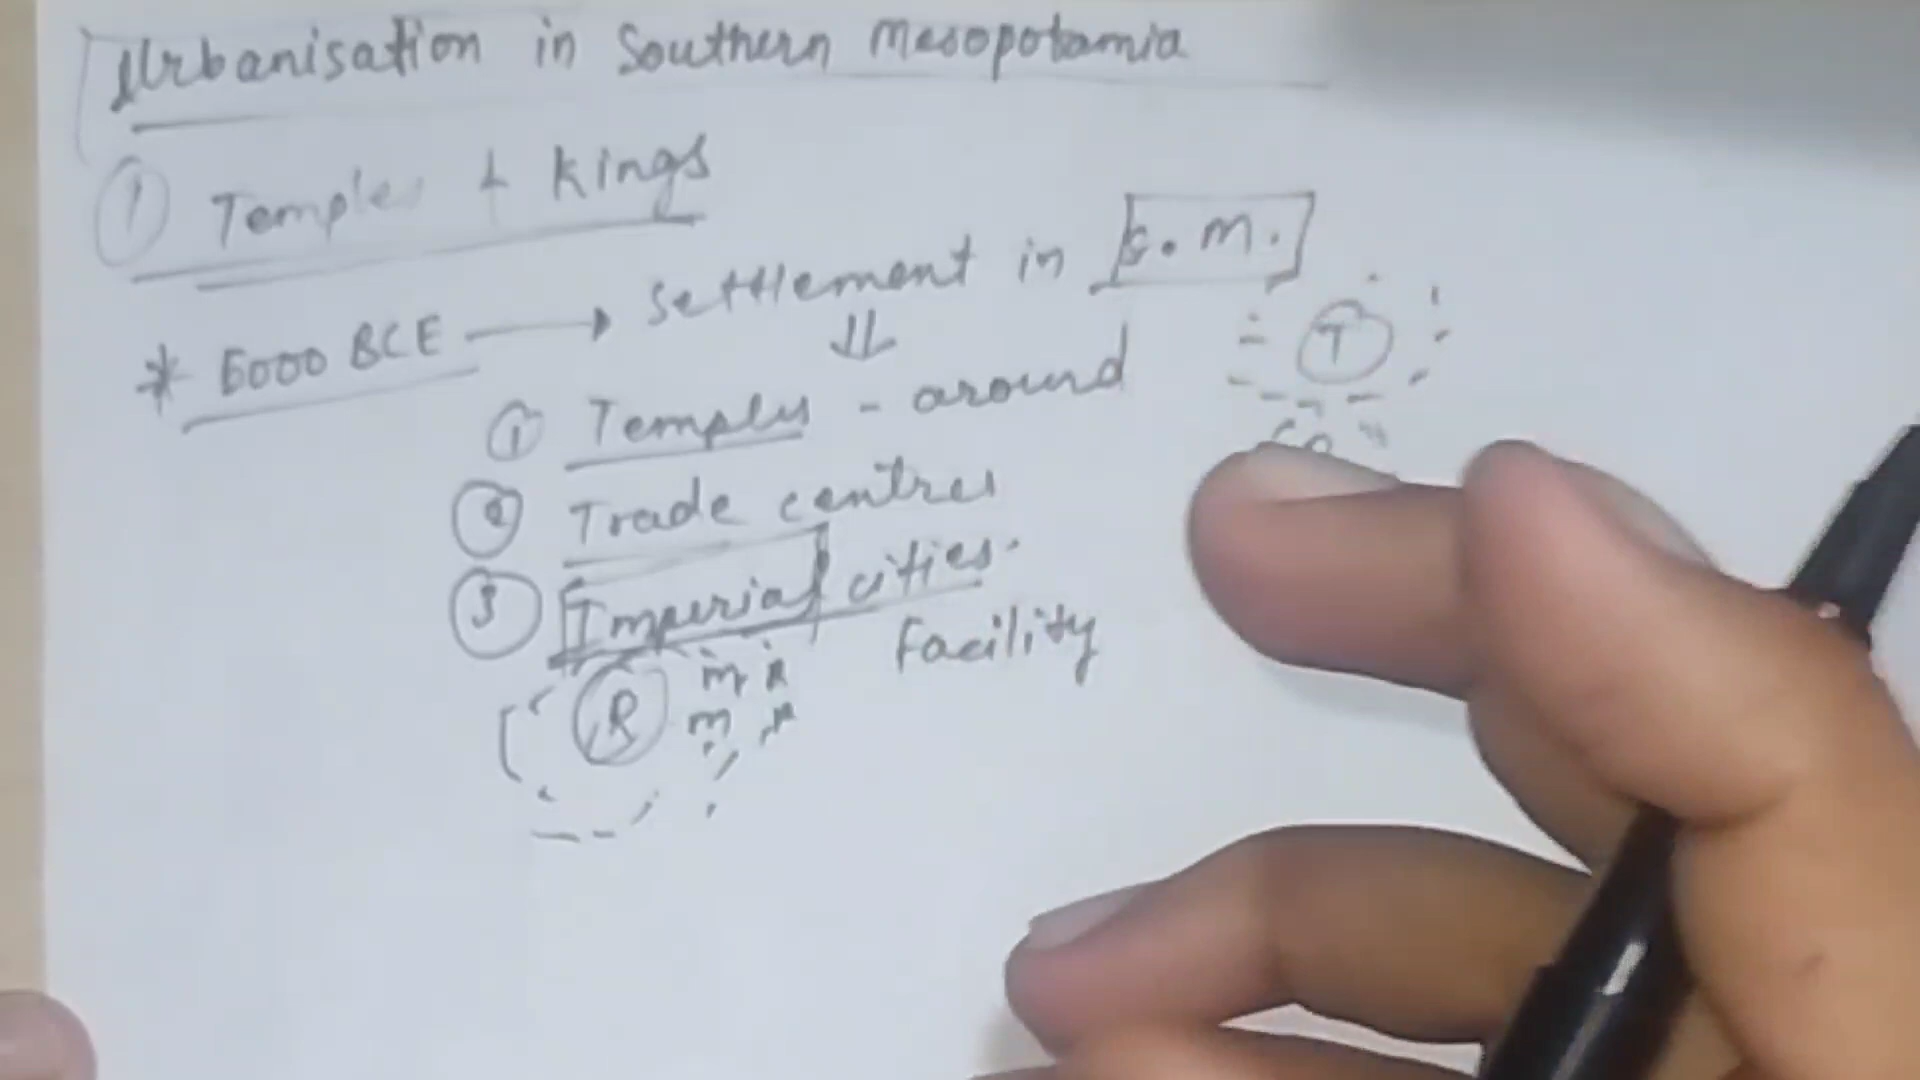 Urbanisation in Southern Mesopotamia
① Temples + Kings
* 5000 BCE → Settlement in S.M.
① Temples - around
T
② Trade centres
③ Imperial cities.
facility
R m R
m R